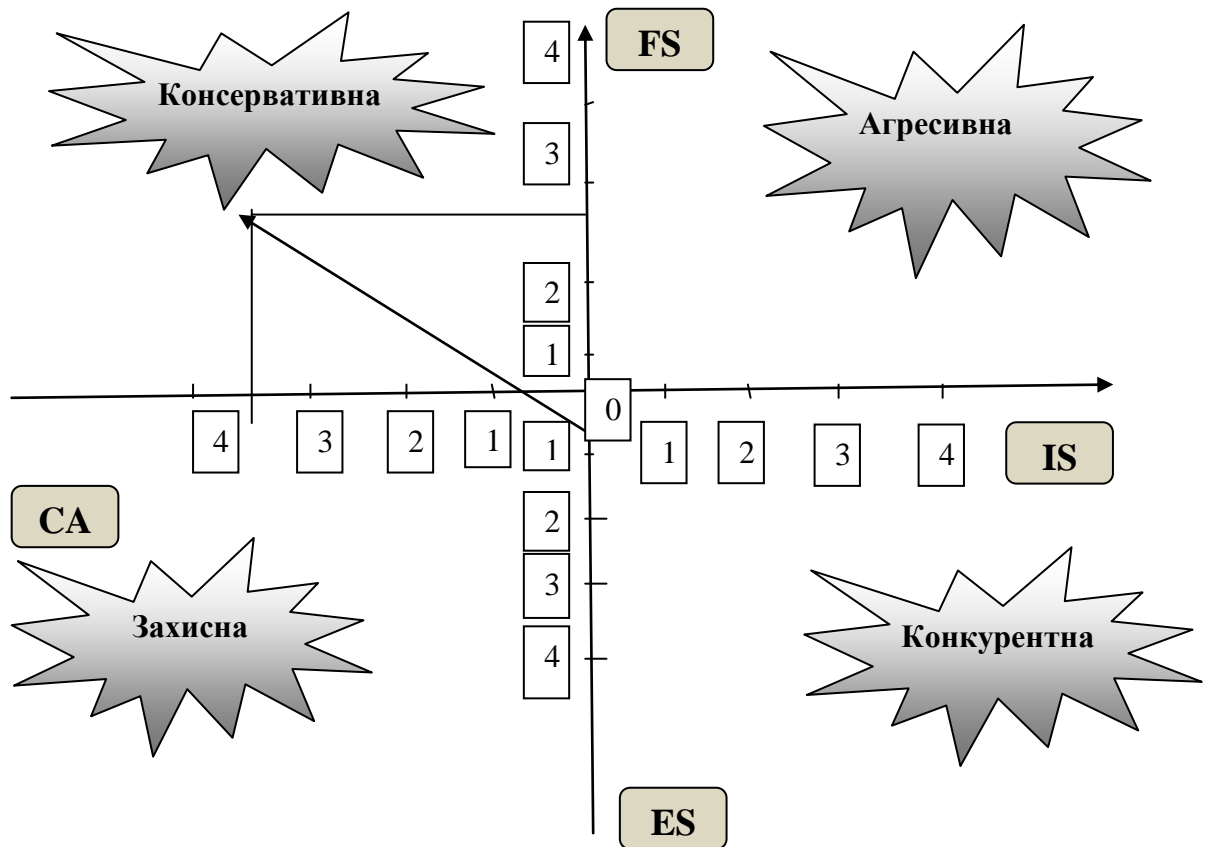 4
FS
Консервативна
Агресивна
3
2
1
0
4
3
2
1
1
1
2
3
4
IS
CA
2
3
4
Захисна
Конкурентна
ES